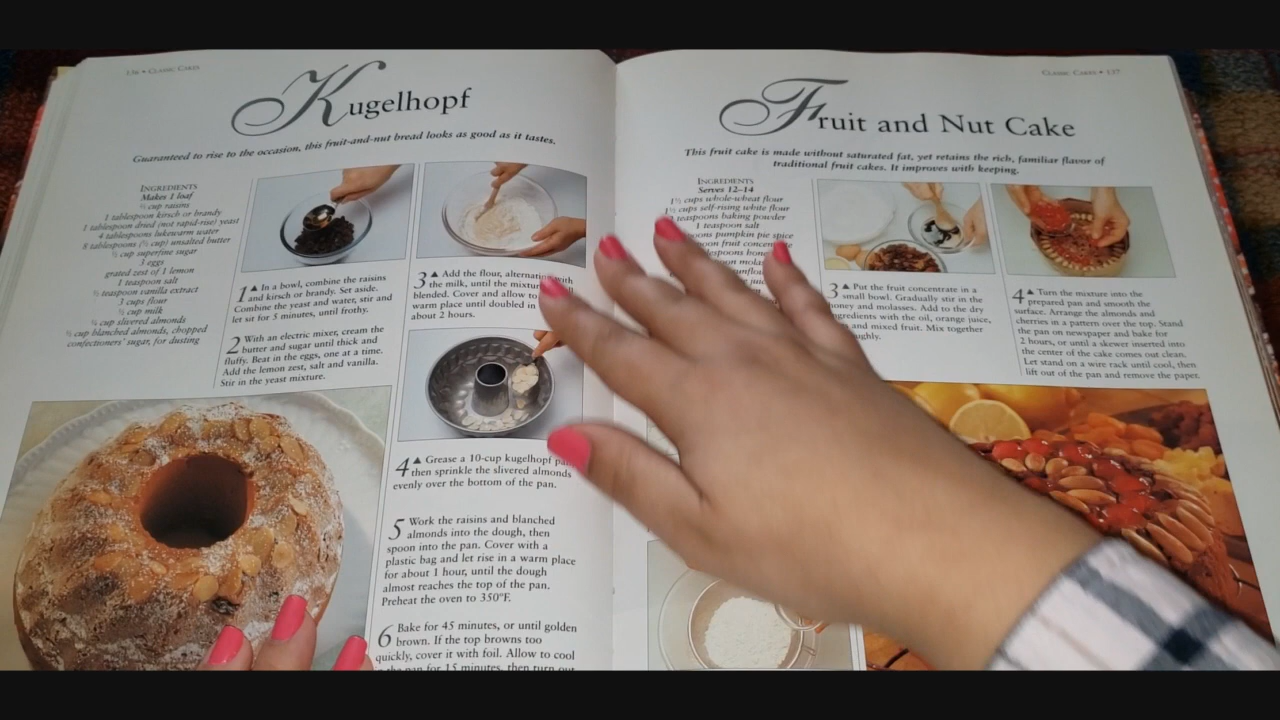 136 • CLASSIC CAKES
Kugelhopf
Guaranteed to rise to the occasion, this fruit-and-nut bread looks as good as it tastes.
INGREDIENTS
Makes 1 loaf
cup raisins
1 tablespoon kirsch or brandy
1 tablespoon dried (not rapid-rise) yeast
4 tablespoons lukewarm water
8 tablespoons (½ cup) unsalted butter
½ cup superfine sugar
3 eggs
grated zest of 1 lemon
1 teaspoon salt
½ teaspoon vanilla extract
3 cups flour
½ cup milk
¼ cup slivered almonds
cup blanched almonds, chopped
confectioners' sugar, for dusting
1 ▲ In a bowl, combine the raisins
and kirsch or brandy. Set aside.
Combine the yeast and water, stir and
let sit for 5 minutes, until frothy.
2 With an electric mixer, cream the
butter and sugar until thick and
fluffy. Beat in the eggs, one at a time.
Add the lemon zest, salt and vanilla.
Stir in the yeast mixture.
3 ▲ Add the flour, alternating with
the milk, until the mixture
blended. Cover and allow to
warm place until doubled in
about 2 hours.
4 ▲ Grease a 10-cup kugelhopf
then sprinkle the slivered almonds
evenly over the bottom of the pan.
5 Work the raisins and blanched
almonds into the dough, then
spoon into the pan. Cover with a
plastic bag and let rise in a warm place
for about 1 hour, until the dough
almost reaches the top of the pan.
Preheat the oven to 350°F.
6 Bake for 45 minutes, or until golden
brown. If the top browns too
quickly, cover it with foil. Allow to cool
the pan for 15 minutes, then turn out
CLASSIC CAKES • 137
Fruit and Nut Cake
This fruit cake is made without saturated fat, yet retains the rich, familiar flavor of
traditional fruit cakes. It improves with keeping.
INGREDIENTS
Serves 12–14
1½ cups whole-wheat flour
1½ cups self-rising white flour
teaspoons baking powder
1 teaspoon salt
pumpkin pie spice
fruit
3 ▲ Put the fruit concentrate in a
small bowl. Gradually stir in the
honey and molasses. Add to the dry
ingredients with the oil, orange juice,
and mixed fruit. Mix together
4 ▲ Turn the mixture into the
prepared pan and smooth the
surface. Arrange the almonds and
cherries in a pattern over the top. Stand
the pan on newspaper and bake for
2 hours, or until a skewer inserted into
the center of the cake comes out clean.
Let stand on a wire rack until cool, then
lift out of the pan and remove the paper.